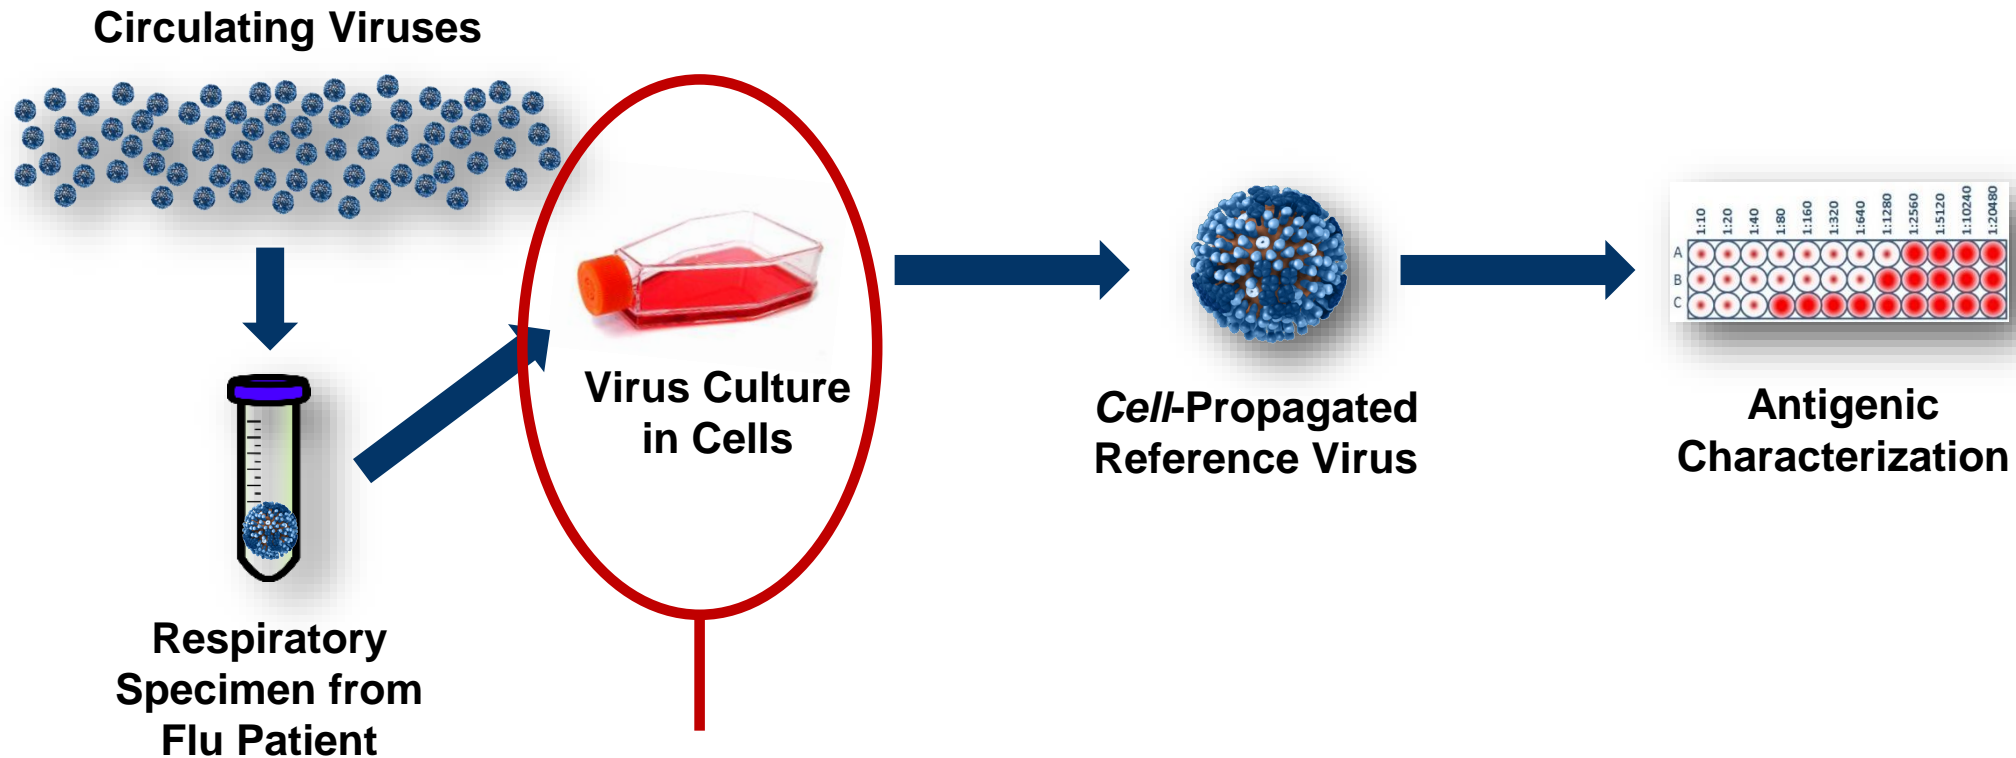 Circulating Viruses
Respiratory
Specimen from
Flu Patient
Virus Culture
in Cells
Cell-Propagated
Reference Virus
1:10 1:20 1:40 1:80 1:160 1:320 1:640 1:1280 1:2560 1:5120 1:10240 1:20480
A
B
C
Antigenic
Characterization